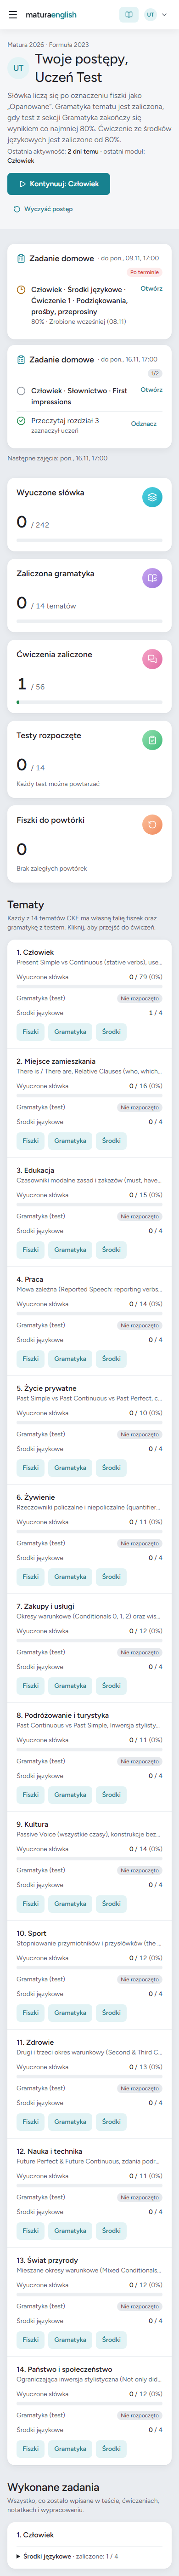 maturaenglish
UT
Matura 2026 · Formuła 2023
UT
Twoje postępy,
Uczeń Test
Słówka liczą się po oznaczeniu fiszki jako
„Opanowane”. Gramatyka tematu jest zaliczona,
gdy test z sekcji Gramatyka zakończy się
wynikiem co najmniej 80%. Ćwiczenie ze środków
językowych jest zaliczone od 80%.
Ostatnia aktywność: 2 dni temu · ostatni moduł:
Człowiek
Kontynuuj: Człowiek
Wyczyść postęp
Zadanie domowe · do pon., 09.11, 17:00
Po terminie
Człowiek · Środki językowe ·
Ćwiczenie 1 · Podziękowania,
prośby, przeprosiny
Otwórz
80% · Zrobione wcześniej (08.11)
Zadanie domowe · do pon., 16.11, 17:00
1/2
Człowiek · Słownictwo · First
impressions
Otwórz
Przeczytaj rozdział 3
zaznaczył uczeń
Odznacz
Następne zajęcia: pon., 16.11, 17:00
Wyuczone słówka
0 / 242
Zaliczona gramatyka
0 / 14 tematów
Ćwiczenia zaliczone
1 / 56
Testy rozpoczęte
0 / 14
Każdy test można powtarzać
Fiszki do powtórki
0
Brak zaległych powtórek
Tematy
Każdy z 14 tematów CKE ma własną talię fiszek oraz
gramatykę z testem. Kliknij, aby przejść do ćwiczeń.
1. Człowiek
Present Simple vs Continuous (stative verbs), use...
Wyuczone słówka 0 / 79 (0%)
Gramatyka (test) Nie rozpoczęto
Środki językowe 1 / 4
Fiszki Gramatyka Środki
2. Miejsce zamieszkania
There is / There are, Relative Clauses (who, which...
Wyuczone słówka 0 / 16 (0%)
Gramatyka (test) Nie rozpoczęto
Środki językowe 0 / 4
Fiszki Gramatyka Środki
3. Edukacja
Czasowniki modalne zasad i zakazów (must, have...
Wyuczone słówka 0 / 15 (0%)
Gramatyka (test) Nie rozpoczęto
Środki językowe 0 / 4
Fiszki Gramatyka Środki
4. Praca
Mowa zależna (Reported Speech: reporting verbs...
Wyuczone słówka 0 / 14 (0%)
Gramatyka (test) Nie rozpoczęto
Środki językowe 0 / 4
Fiszki Gramatyka Środki
5. Życie prywatne
Past Simple vs Past Continuous vs Past Perfect, c...
Wyuczone słówka 0 / 10 (0%)
Gramatyka (test) Nie rozpoczęto
Środki językowe 0 / 4
Fiszki Gramatyka Środki
6. Żywienie
Rzeczowniki policzalne i niepoliczalne (quantifier...
Wyuczone słówka 0 / 11 (0%)
Gramatyka (test) Nie rozpoczęto
Środki językowe 0 / 4
Fiszki Gramatyka Środki
7. Zakupy i usługi
Okresy warunkowe (Conditionals 0, 1, 2) oraz wis...
Wyuczone słówka 0 / 12 (0%)
Gramatyka (test) Nie rozpoczęto
Środki językowe 0 / 4
Fiszki Gramatyka Środki
8. Podróżowanie i turystyka
Past Continuous vs Past Simple, Inwersja stylisty...
Wyuczone słówka 0 / 11 (0%)
Gramatyka (test) Nie rozpoczęto
Środki językowe 0 / 4
Fiszki Gramatyka Środki
9. Kultura
Passive Voice (wszystkie czasy), konstrukcje bez...
Wyuczone słówka 0 / 14 (0%)
Gramatyka (test) Nie rozpoczęto
Środki językowe 0 / 4
Fiszki Gramatyka Środki
10. Sport
Stopniowanie przymiotników i przysłówków (the ...
Wyuczone słówka 0 / 12 (0%)
Gramatyka (test) Nie rozpoczęto
Środki językowe 0 / 4
Fiszki Gramatyka Środki
11. Zdrowie
Drugi i trzeci okres warunkowy (Second & Third C...
Wyuczone słówka 0 / 13 (0%)
Gramatyka (test) Nie rozpoczęto
Środki językowe 0 / 4
Fiszki Gramatyka Środki
12. Nauka i technika
Future Perfect & Future Continuous, zdania podr...
Wyuczone słówka 0 / 11 (0%)
Gramatyka (test) Nie rozpoczęto
Środki językowe 0 / 4
Fiszki Gramatyka Środki
13. Świat przyrody
Mieszane okresy warunkowe (Mixed Conditionals...
Wyuczone słówka 0 / 12 (0%)
Gramatyka (test) Nie rozpoczęto
Środki językowe 0 / 4
Fiszki Gramatyka Środki
14. Państwo i społeczeństwo
Ograniczająca inwersja stylistyczna (Not only did...
Wyuczone słówka 0 / 12 (0%)
Gramatyka (test) Nie rozpoczęto
Środki językowe 0 / 4
Fiszki Gramatyka Środki
Wykonane zadania
Wszystko, co zostało wpisane w teście, ćwiczeniach,
notatkach i wypracowaniu.
1. Człowiek
Środki językowe · zaliczone: 1 / 4